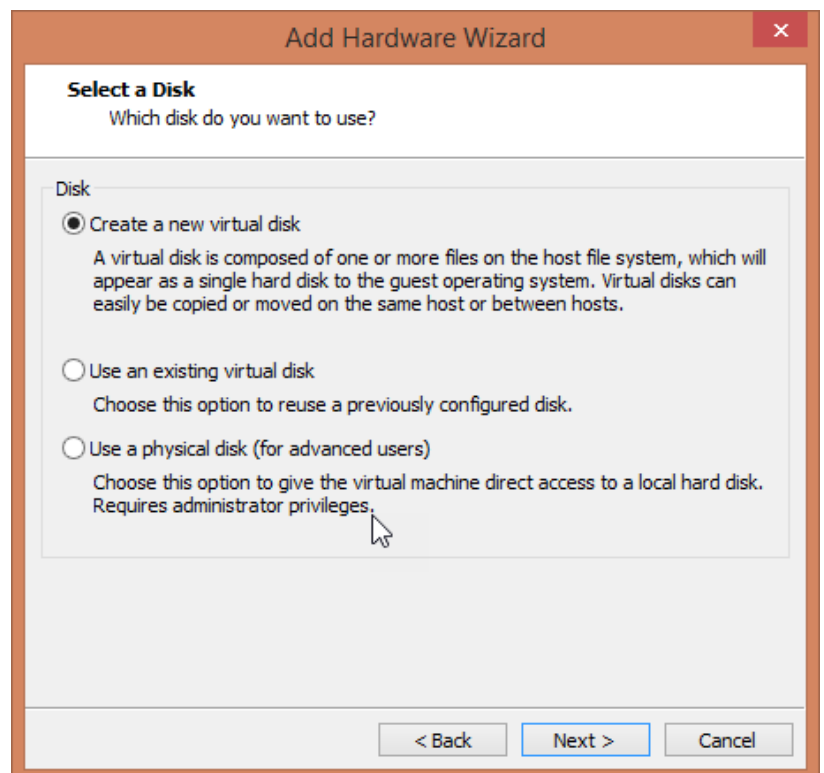 Add Hardware Wizard
Select a Disk
Which disk do you want to use?
Disk
Create a new virtual disk
A virtual disk is composed of one or more files on the host file system, which will
appear as a single hard disk to the guest operating system. Virtual disks can
easily be copied or moved on the same host or between hosts.
Use an existing virtual disk
Choose this option to reuse a previously configured disk.
Use a physical disk (for advanced users)
Choose this option to give the virtual machine direct access to a local hard disk.
Requires administrator privileges.
< Back Next > Cancel